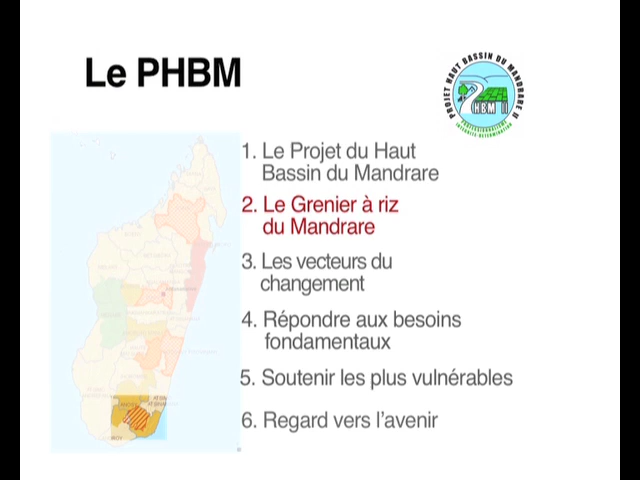 Le PHBM
PROJET HAUT BASSIN DU MANDRARE II
HBM II
1. Le Projet du Haut
Bassin du Mandrare
2. Le Grenier à riz
du Mandrare
3. Les vecteurs du
changement
4. Répondre aux besoins
fondamentaux
5. Soutenir les plus vulnérables
6. Regard vers l'avenir